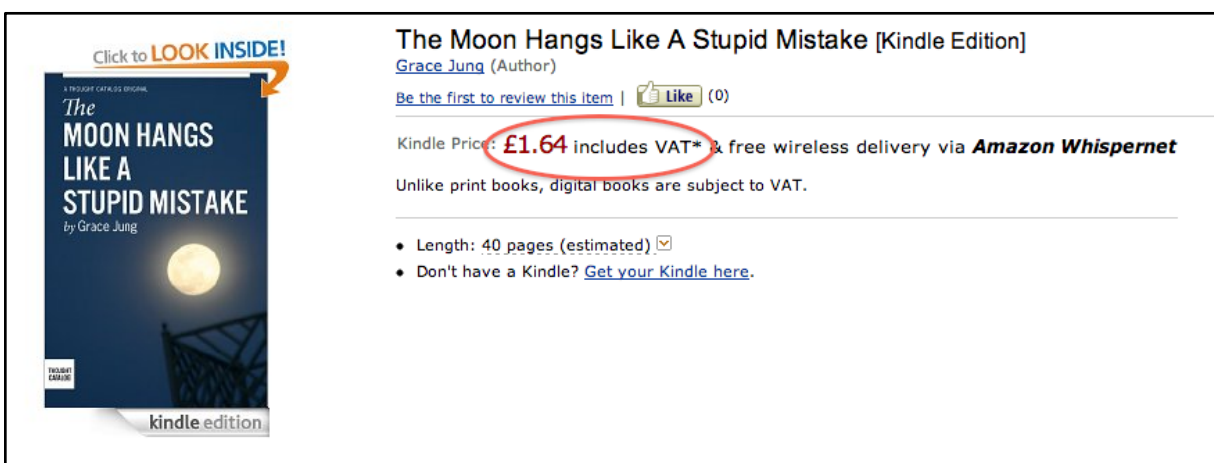 Click to LOOK INSIDE!
A THOUGHT CATALOG ORIGINAL
The
MOON HANGS
LIKE A
STUPID MISTAKE
by Grace Jung
THOUGHT
CATALOG
kindle edition
The Moon Hangs Like A Stupid Mistake [Kindle Edition]
Grace Jung (Author)
Be the first to review this item | Like (0)
Kindle Price: £1.64 includes VAT* & free wireless delivery via Amazon Whispernet
Unlike print books, digital books are subject to VAT.
• Length: 40 pages (estimated)
• Don't have a Kindle? Get your Kindle here.